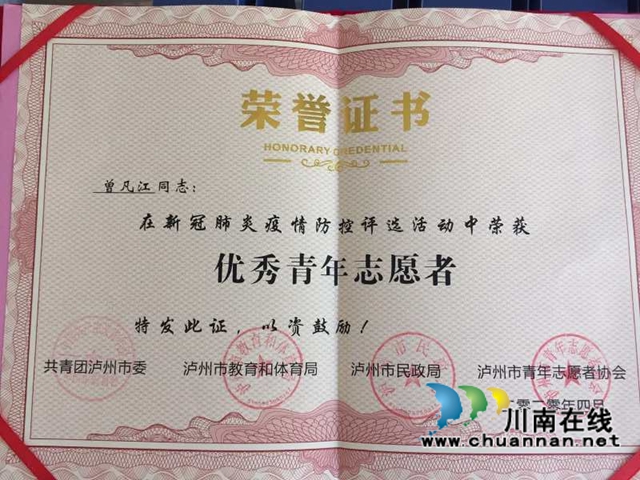 荣誉证书
HONORARY CREDENTIAL
曾凡江同志：
在新冠肺炎疫情防控评选活动中荣获
优秀青年志愿者
特发此证，以资鼓励！
共青团泸州市委 泸州市教育和体育局 泸州市民政局 泸州市青年志愿者协会
二零二零年四月
川南在线
www.chuannan.net